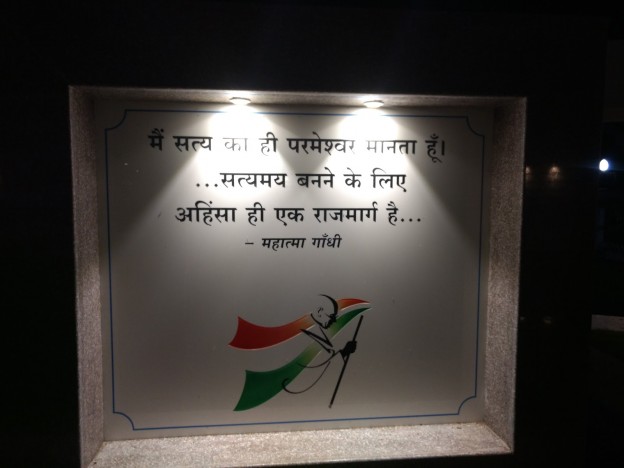 मैं सत्य को ही परमेश्वर मानता हूँ।
...सत्यमय बनने के लिए
अहिंसा ही एक राजमार्ग है...
– महात्मा गाँधी